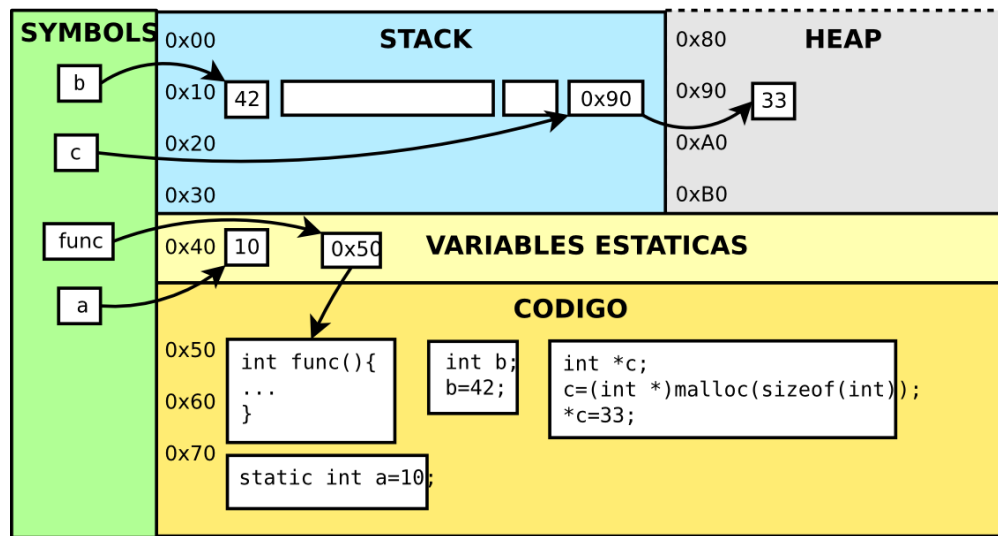 SYMBOLS
b
c
func
a
STACK
0x00
0x10
0x20
0x30
42
0x90
HEAP
0x80
0x90
0xA0
0xB0
33
VARIABLES ESTATICAS
0x40
10
0x50
CODIGO
0x50
0x60
0x70
int func(){
...
}
int b;
b=42;
int *c;
c=(int *)malloc(sizeof(int));
*c=33;
static int a=10;